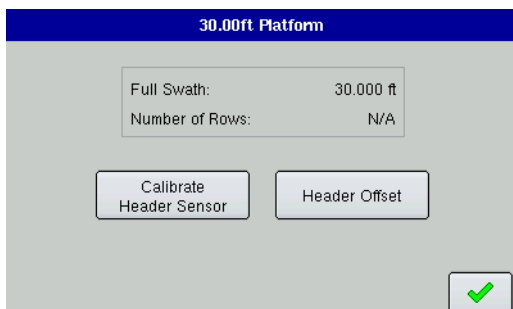 30.00ft Platform
Full Swath: 30.000 ft
Number of Rows: N/A
Calibrate
Header Sensor
Header Offset